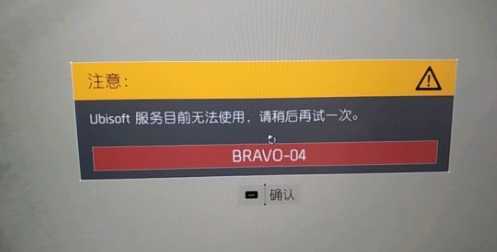 注意:
Ubisoft 服务目前无法使用，请稍后再试一次。
BRAVO-04
确认